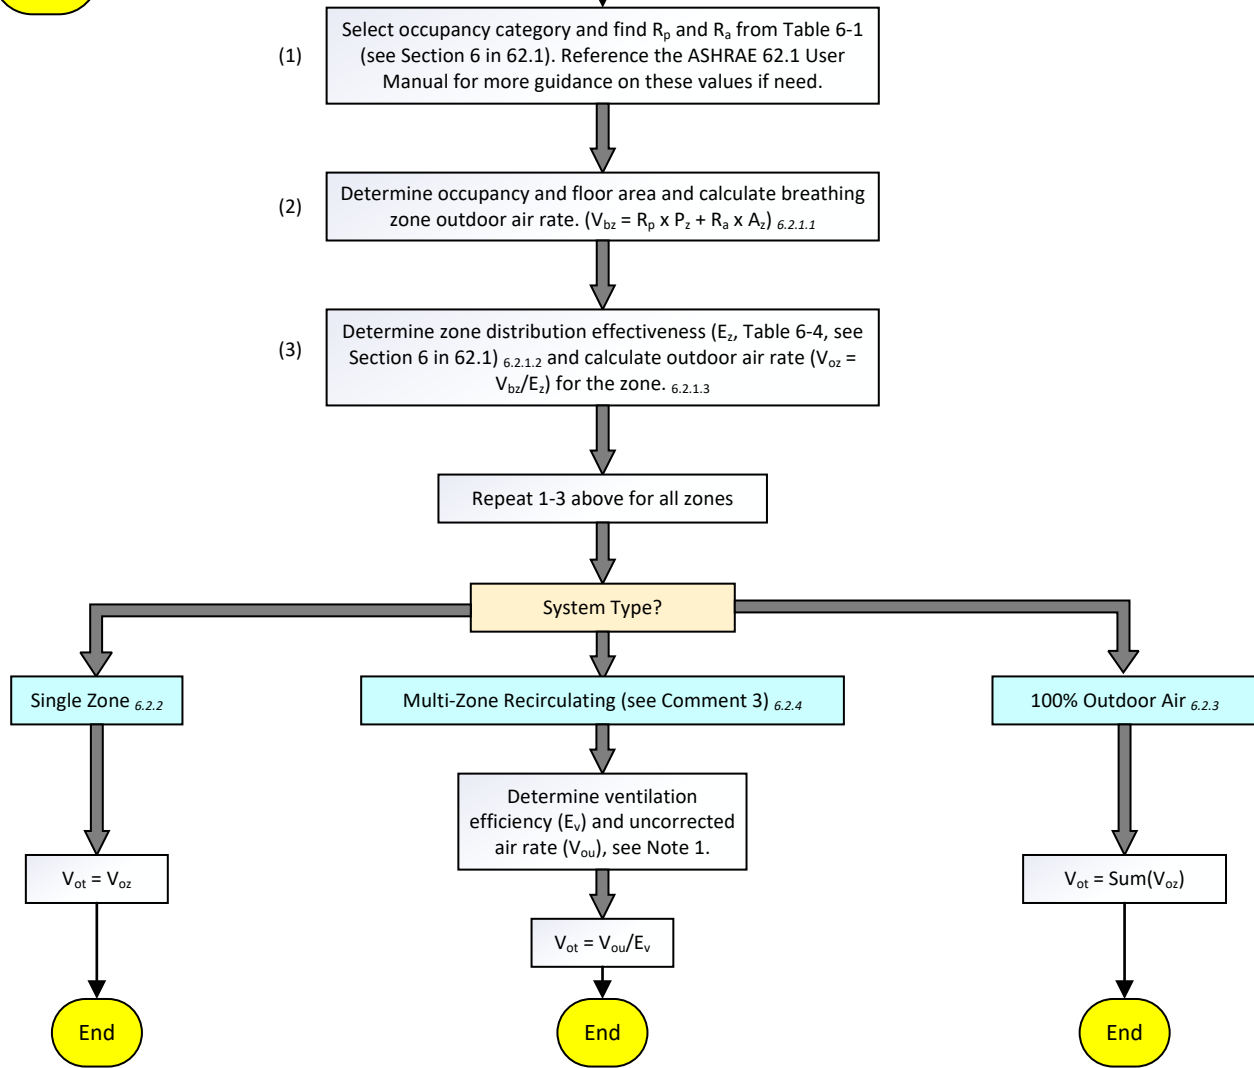 Select occupancy category and find Rp and Ra from Table 6-1
(1)
(see Section 6 in 62.1). Reference the ASHRAE 62.1 User
Manual for more guidance on these values if need.
Determine occupancy and floor area and calculate breathing
(2)
zone outdoor air rate. (Vbz = Rp x Pz + Ra x Az) 6.2.1.1
Determine zone distribution effectiveness (Ez, Table 6-4, see
(3)
Section 6 in 62.1) 6.2.1.2 and calculate outdoor air rate (Voz =
Vbz/Ez) for the zone. 6.2.1.3
Repeat 1-3 above for all zones
System Type?
Single Zone 6.2.2
Multi-Zone Recirculating (see Comment 3) 6.2.4
100% Outdoor Air 6.2.3
Determine ventilation
efficiency (Ev) and uncorrected
air rate (Vou), see Note 1.
Vot = Voz
Vot = Sum(Voz)
Vot = Vou/Ev
End
End
End